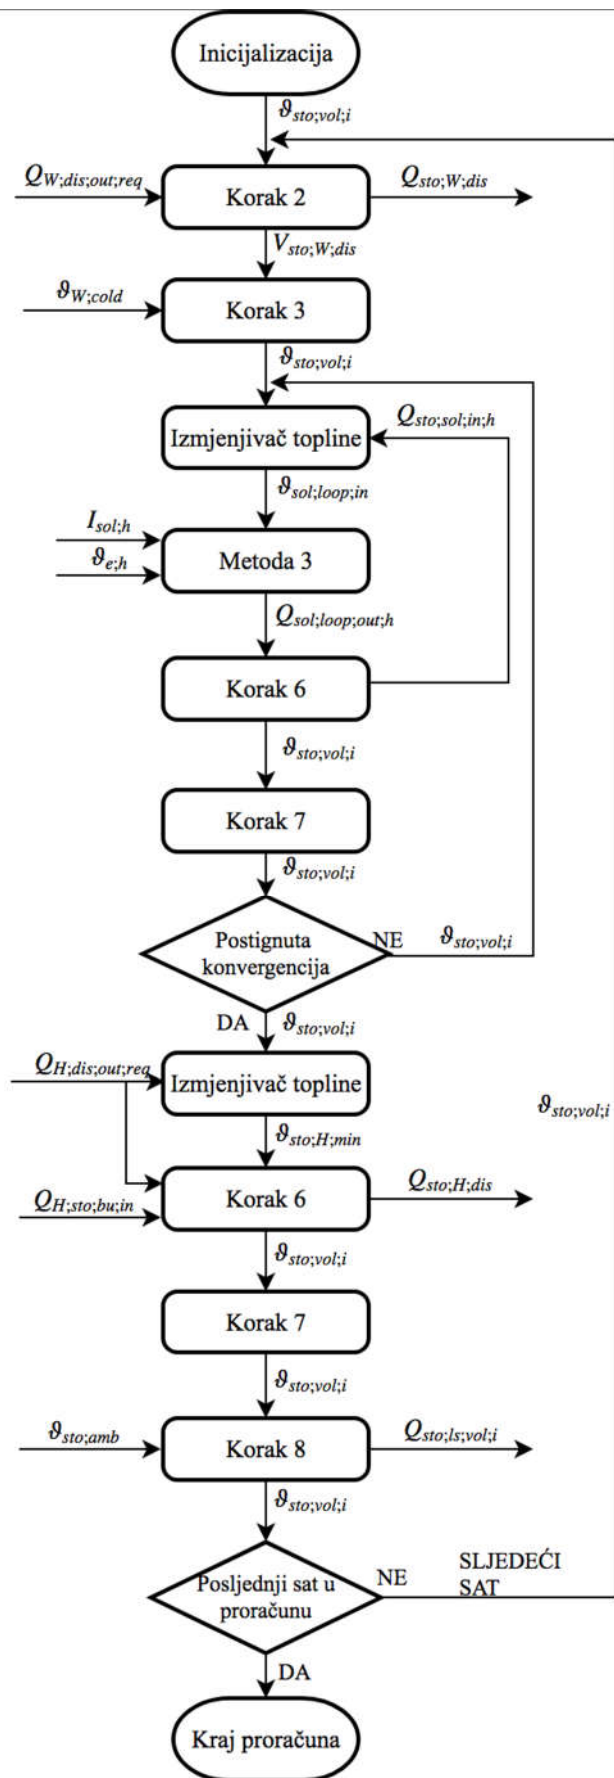 Inicijalizacija
ϑsto;vol;i
QW;dis;out;req
Korak 2
Qsto;W;dis
Vsto;W;dis
ϑW;cold
Korak 3
ϑsto;vol;i
Qsto;sol;in;h
Izmjenjivač topline
ϑsol;loop;in
Isol;h
ϑe;h
Metoda 3
Qsol;loop;out;h
Korak 6
ϑsto;vol;i
Korak 7
ϑsto;vol;i
Postignuta
konvergencija
NE
ϑsto;vol;i
DA
ϑsto;vol;i
QH;dis;out;req
Izmjenjivač topline
ϑsto;vol;i
ϑsto;H;min
QH;sto;bu;in
Korak 6
Qsto;H;dis
ϑsto;vol;i
Korak 7
ϑsto;vol;i
ϑsto;amb
Korak 8
Qsto;ls;vol;i
ϑsto;vol;i
Posljednji sat u
proračunu
NE
SLJEDEĆI
SAT
DA
Kraj proračuna